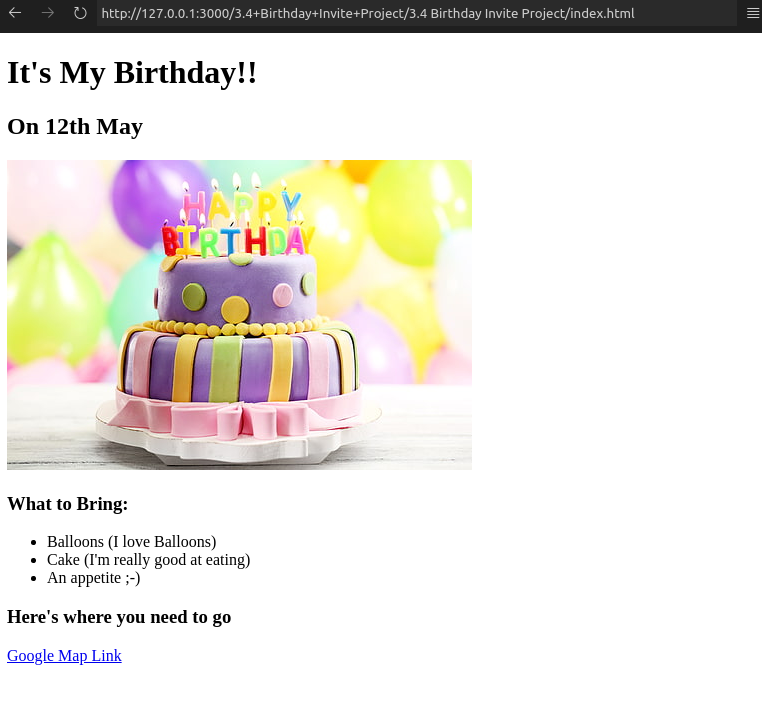 http://127.0.0.1:3000/3.4+Birthday+Invite+Project/3.4 Birthday Invite Project/index.html
It's My Birthday!!
On 12th May
HAPPY
BIRTHDAY
What to Bring:
Balloons (I love Balloons)
Cake (I'm really good at eating)
An appetite ;-)
Here's where you need to go
Google Map Link